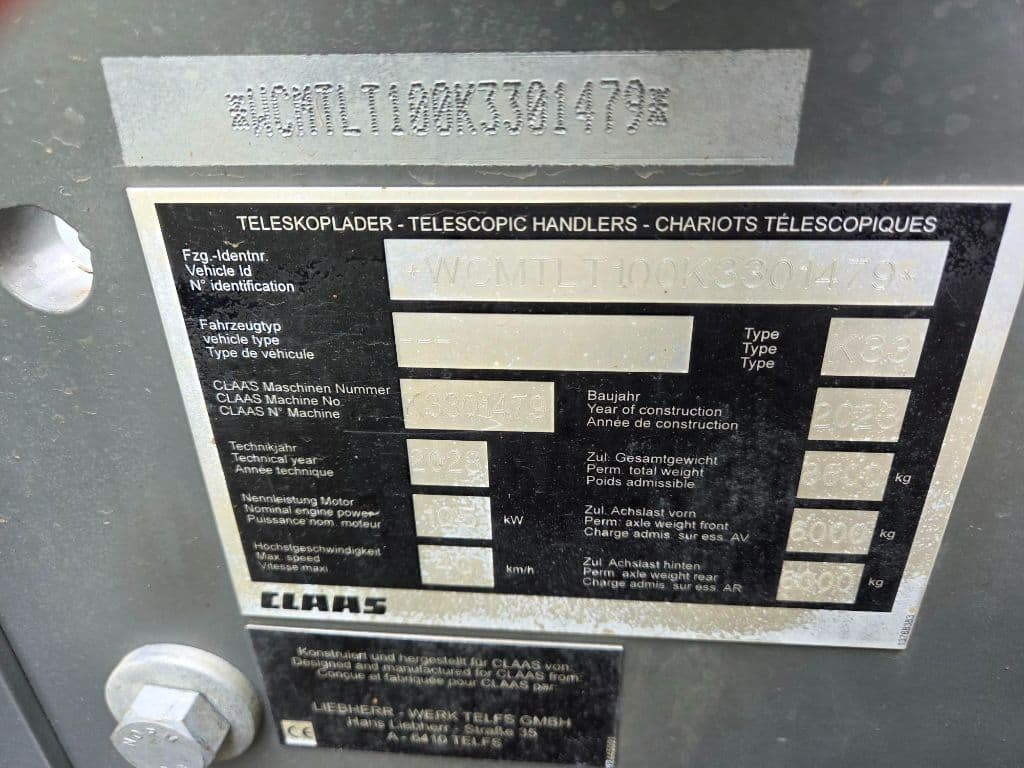 *WCMTLT100K3301479*
TELESKOPLADER - TELESCOPIC HANDLERS - CHARIOTS TÉLESCOPIQUES
Fzg.-Identnr.
Vehicle Id
N° identification
*WCMTLT100K3301479*
Fahrzeugtyp
vehicle type
Type de véhicule
---
Type
Type
Type
K33
CLAAS Maschinen Nummer
CLAAS Machine No.
CLAAS N° Machine
K3301479
Baujahr
Year of construction
Année de construction
2023
Technikjahr
Technical year
Année technique
2023
Zul. Gesamtgewicht
Perm. total weight
Poids admissible
kg
Nennleistung Motor
Nominal engine power
Puissance nom. moteur
kW
Zul. Achslast vorn
Perm. axle weight front
Charge admis. sur ess. AV
6000
kg
Höchstgeschwindigkeit
Max. speed
Vitesse maxi
km/h
Zul. Achslast hinten
Perm. axle weight rear
Charge admis. sur ess. AR
kg
CLAAS
13268383
Konstruiert und hergestellt für CLAAS von:
Designed and manufactured for CLAAS from:
Conçue et fabriquée pour CLAAS par:
LIEBHERR - WERK TELFS GMBH
Hans Liebherr - Straße 35
A - 6410 TELFS
CE